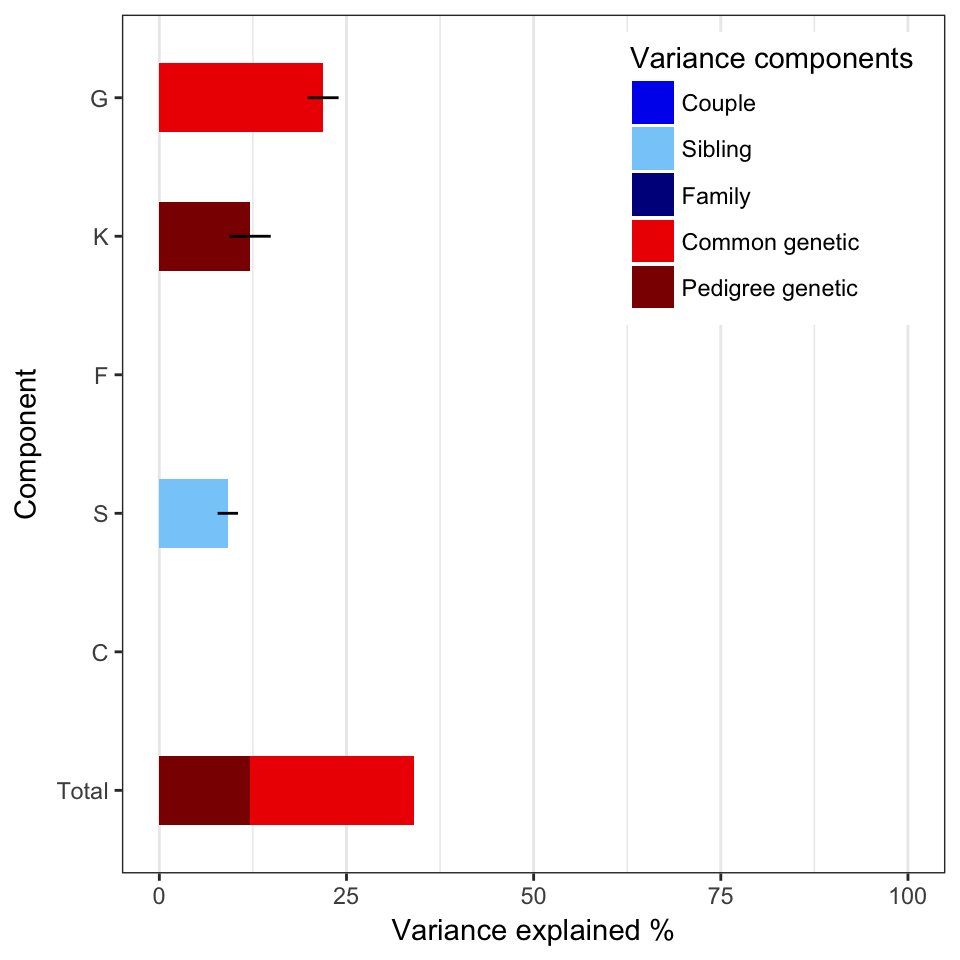 Variance components
Couple
Sibling
Family
Common genetic
Pedigree genetic
G
K
F
S
C
Total
Component
0 25 50 75 100
Variance explained %